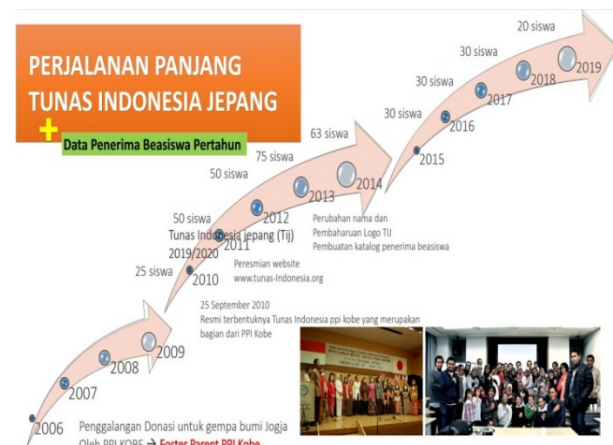 PERJALANAN PANJANG
TUNAS INDONESIA JEPANG
+
Data Penerima Beasiswa Pertahun
20 siswa
30 siswa
30 siswa
30 siswa
2019
2018
2017
2016
2015
63 siswa
75 siswa
50 siswa
50 siswa
25 siswa
2014
2013
2012
2011
2010
Tunas Indonesia jepang (Tij)
2019/2020
Perubahan nama dan
Pembaharuan Logo TIJ
Pembuatan katalog penerima beasiswa
Peresmian website
www.tunas-Indonesia.org
25 September 2010
Resmi terbentuknya Tunas Indonesia ppi kobe yang merupakan
bagian dari PPI Kobe
2009
2008
2007
2006
Penggalangan Donasi untuk gempa bumi Jogja
Oleh PPI KOBE → Foster Parent PPI Kobe